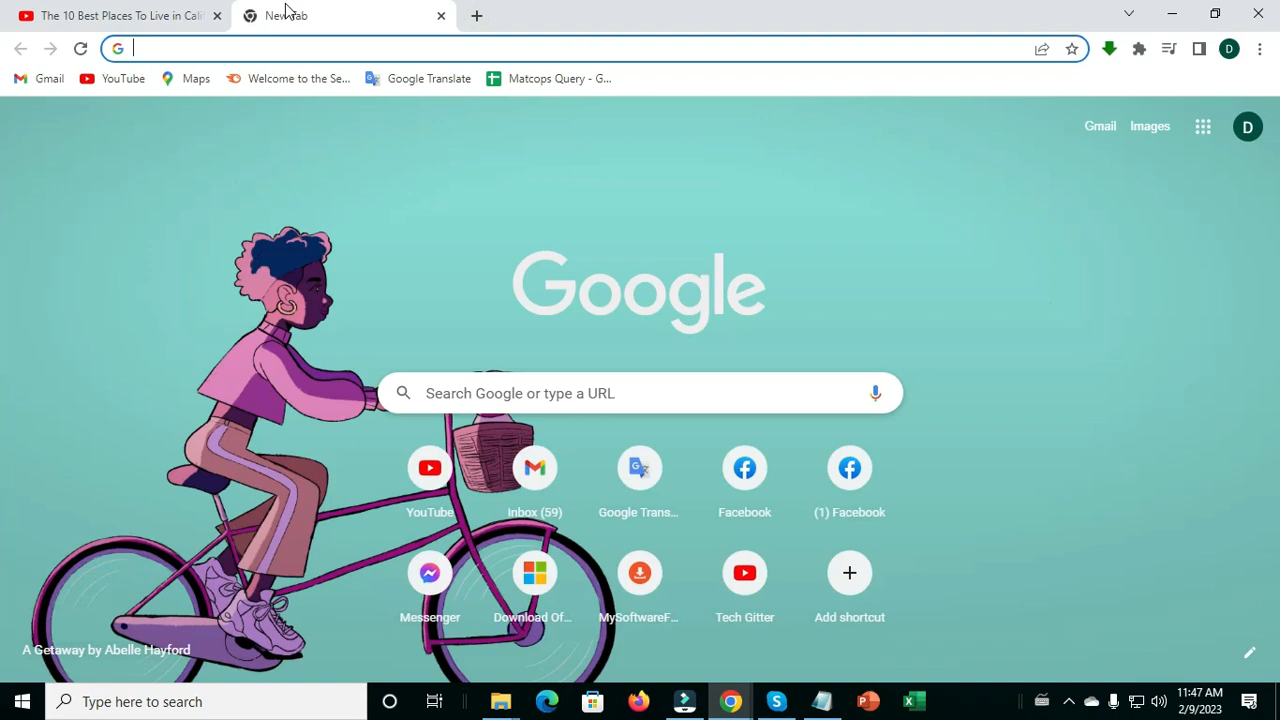 The 10 Best Places To Live in Cali
New Tab
Gmail
YouTube
Maps
Welcome to the Se...
Google Translate
Matcops Query - G...
D
Gmail
Images
D
Google
Search Google or type a URL
YouTube
Inbox (59)
Google Trans...
Facebook
(1) Facebook
Messenger
Download Of...
MySoftwareF...
Tech Gitter
Add shortcut
A Getaway by Abelle Hayford
Type here to search
11:47 AM
2/9/2023